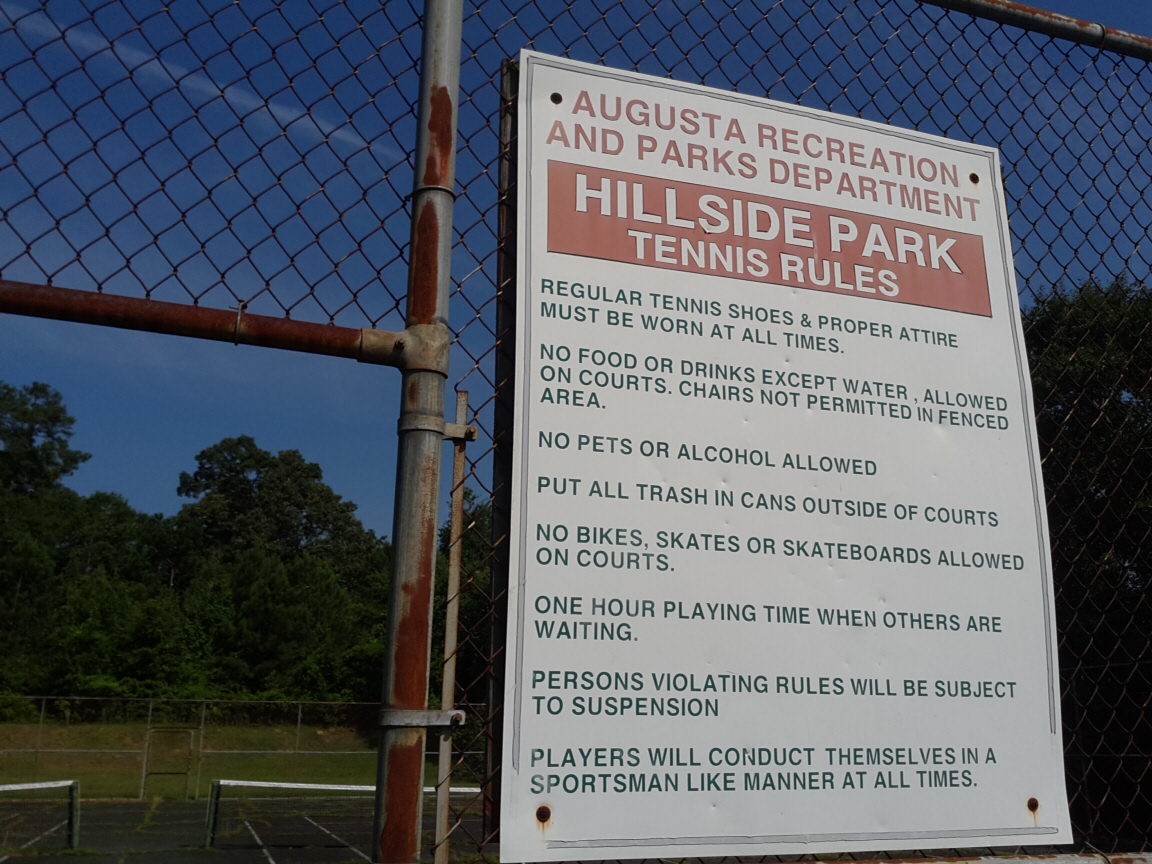 AUGUSTA RECREATION
AND PARKS DEPARTMENT
HILLSIDE PARK
TENNIS RULES
REGULAR TENNIS SHOES & PROPER ATTIRE
MUST BE WORN AT ALL TIMES.
NO FOOD OR DRINKS EXCEPT WATER , ALLOWED
ON COURTS. CHAIRS NOT PERMITTED IN FENCED
AREA.
NO PETS OR ALCOHOL ALLOWED
PUT ALL TRASH IN CANS OUTSIDE OF COURTS
NO BIKES, SKATES OR SKATEBOARDS ALLOWED
ON COURTS.
ONE HOUR PLAYING TIME WHEN OTHERS ARE
WAITING.
PERSONS VIOLATING RULES WILL BE SUBJECT
TO SUSPENSION
PLAYERS WILL CONDUCT THEMSELVES IN A
SPORTSMAN LIKE MANNER AT ALL TIMES.